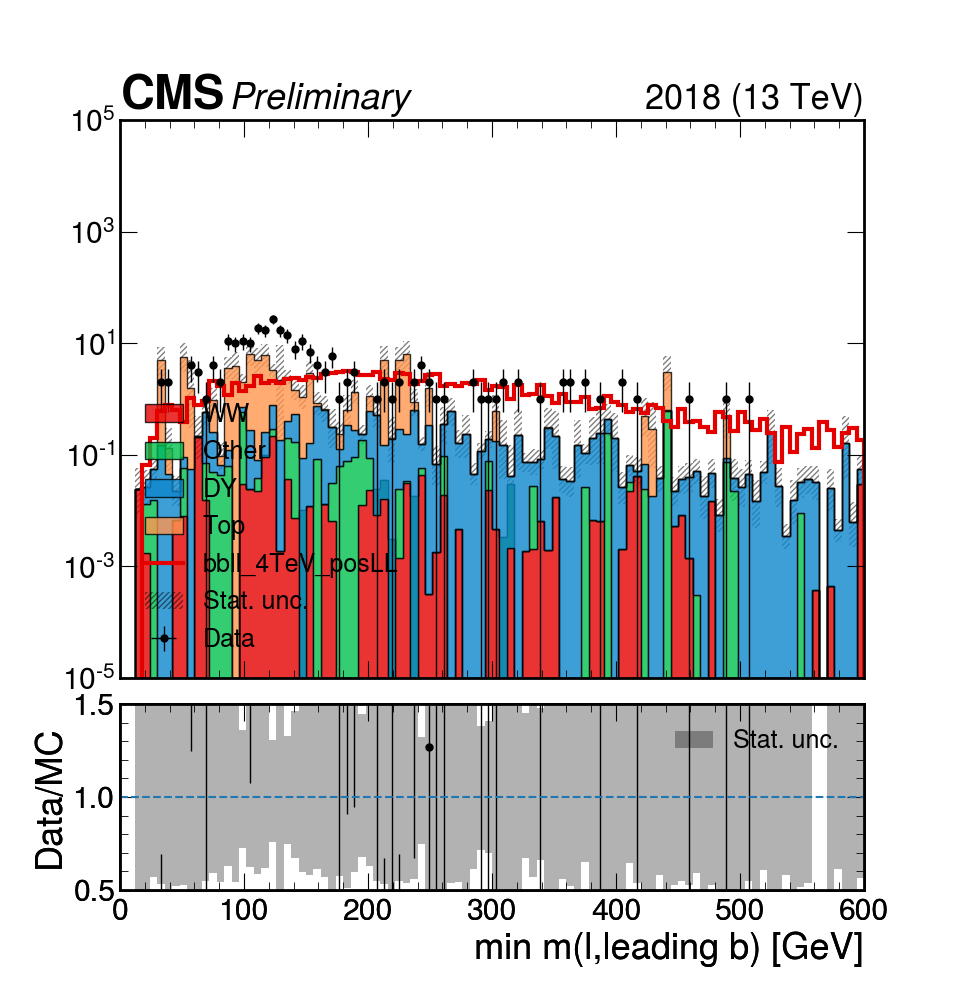 CMS Preliminary 2018 (13 TeV)
10^5
10^3
10^1
10^-1
10^-3
10^-5
WW
Other
DY
Top
bbll_4TeV_posLL
Stat. unc.
Data
1.5
1.0
0.5
Data/MC
Stat. unc.
0 100 200 300 400 500 600
min m(l,leading b) [GeV]